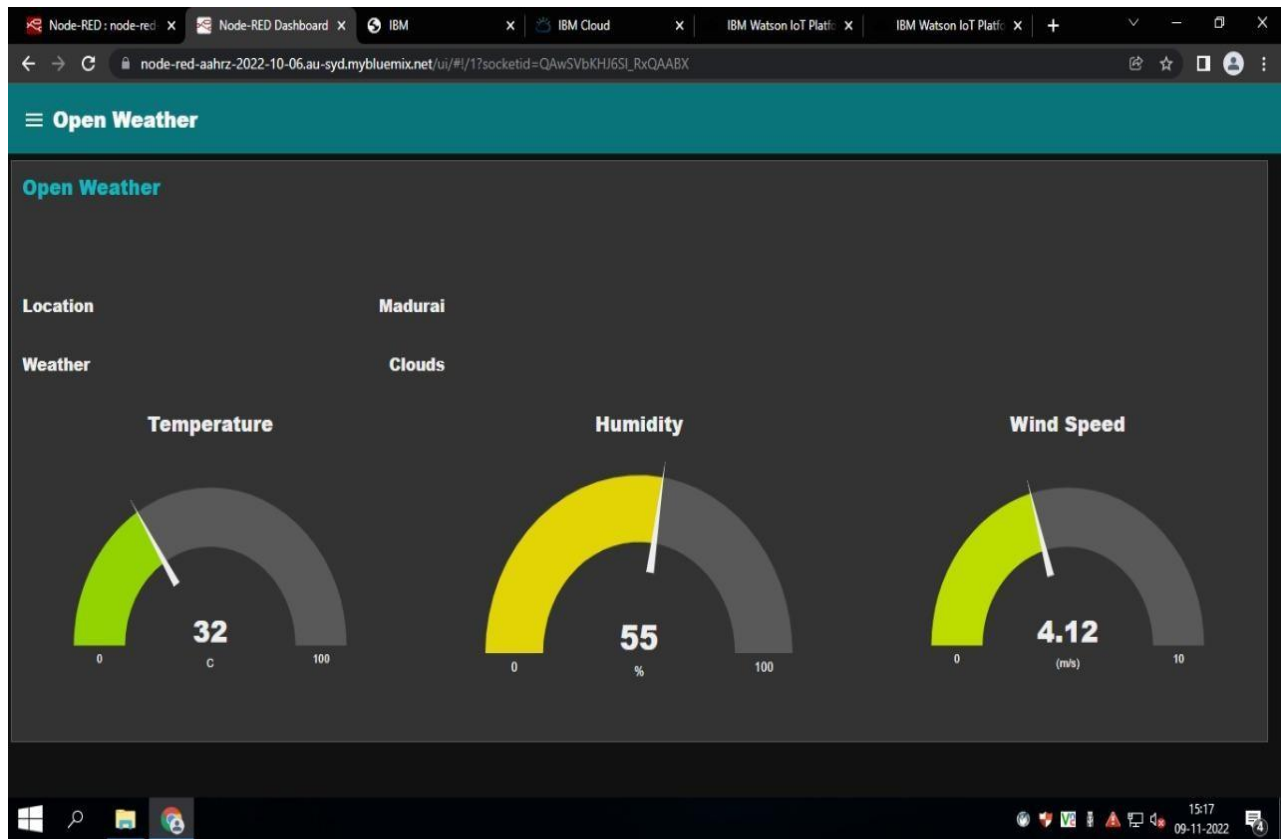 Node-RED : node-red
Node-RED Dashboard
IBM
IBM Cloud
IBM Watson IoT Platfo
IBM Watson IoT Platfo
node-red-aahrz-2022-10-06.au-syd.mybluemix.net/ui/#!/1?socketid=QAwSVbKHJ6SI_RxQAABX
Open Weather
Open Weather
Location Madurai
Weather Clouds
Temperature Humidity Wind Speed
32 55 4.12
0 C 100 0 % 100 0 (m/s) 10
15:17
09-11-2022
4